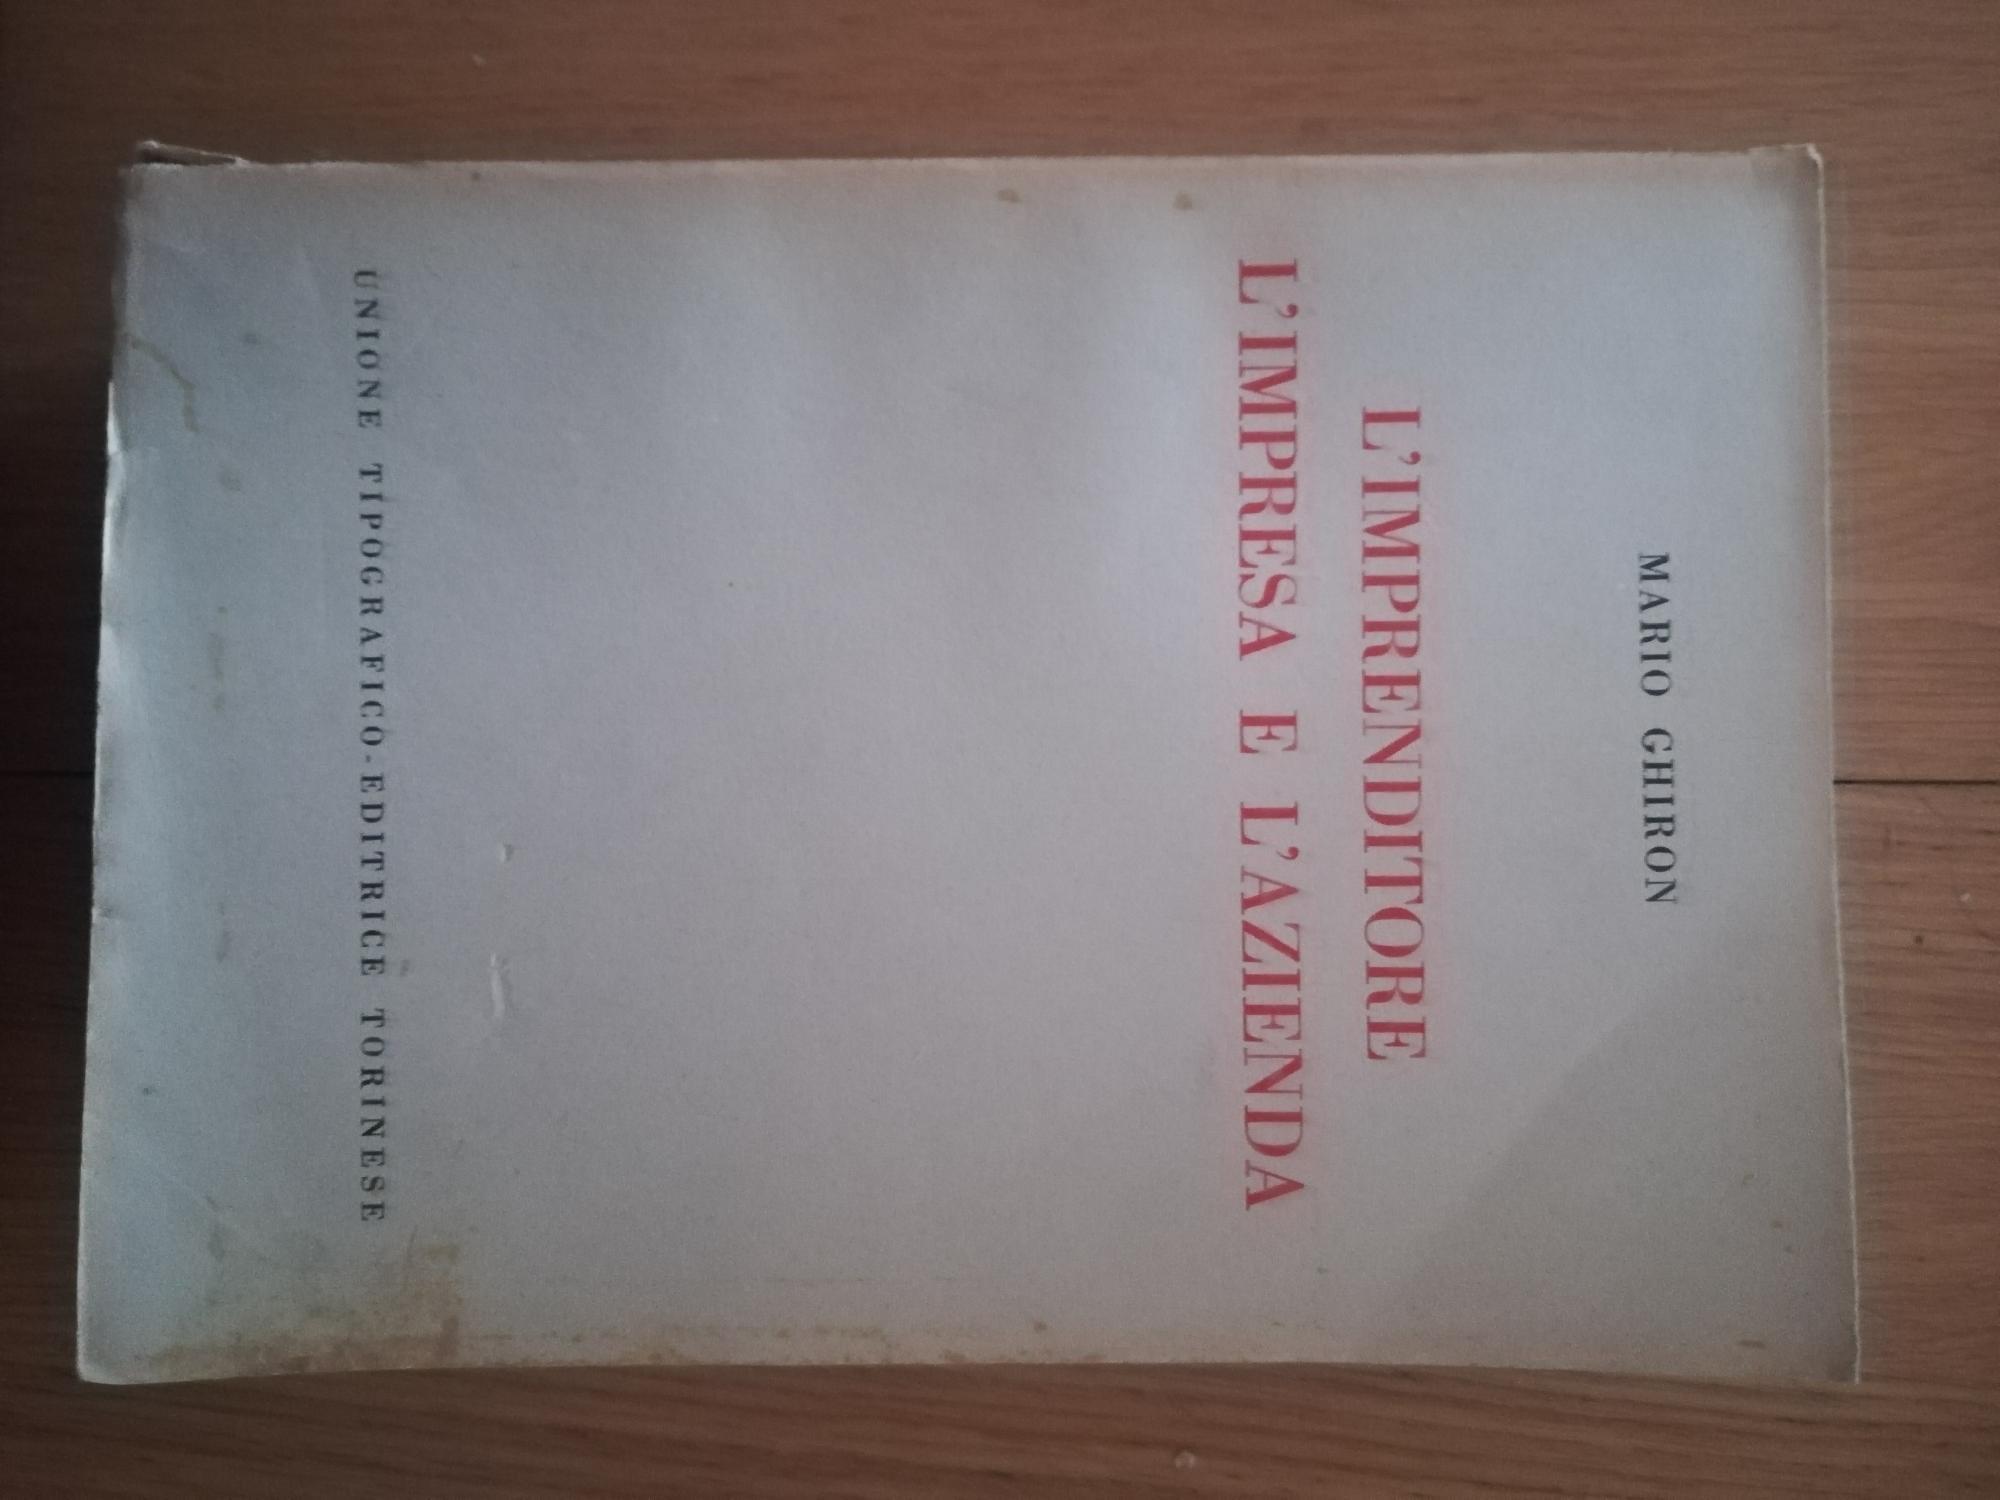 MARIO GHIRON
L'IMPRENDITORE
L'IMPRESA E L'AZIENDA
UNIONE TIPOGRAFICO-EDITRICE TORINESE